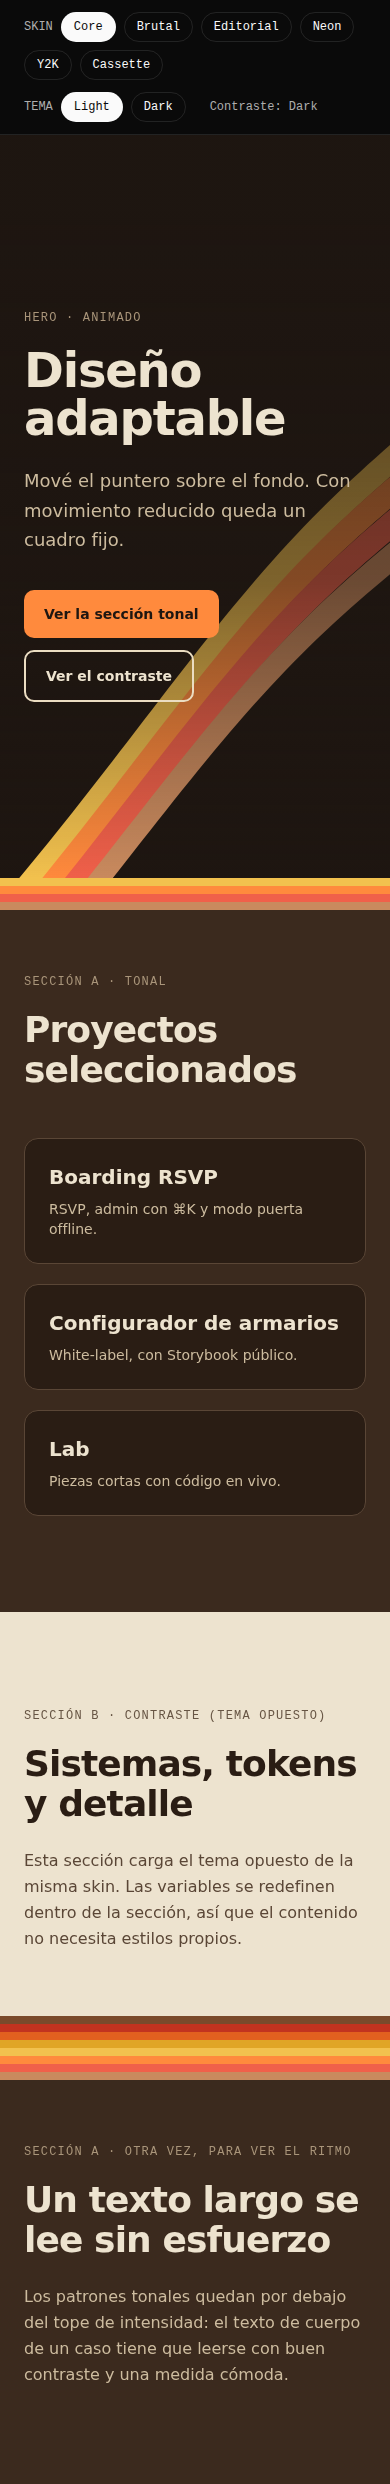 SKIN Core Brutal Editorial Neon
Y2K Cassette
TEMA Light Dark Contraste: Dark
HERO · ANIMADO
Diseño
adaptable
Mové el puntero sobre el fondo. Con
movimiento reducido queda un
cuadro fijo.
Ver la sección tonal
Ver el contraste
SECCIÓN A · TONAL
Proyectos
seleccionados
Boarding RSVP
RSVP, admin con ⌘K y modo puerta
offline.
Configurador de armarios
White-label, con Storybook público.
Lab
Piezas cortas con código en vivo.
SECCIÓN B · CONTRASTE (TEMA OPUESTO)
Sistemas, tokens
y detalle
Esta sección carga el tema opuesto de la
misma skin. Las variables se redefinen
dentro de la sección, así que el contenido
no necesita estilos propios.
SECCIÓN A · OTRA VEZ, PARA VER EL RITMO
Un texto largo se
lee sin esfuerzo
Los patrones tonales quedan por debajo
del tope de intensidad: el texto de cuerpo
de un caso tiene que leerse con buen
contraste y una medida cómoda.